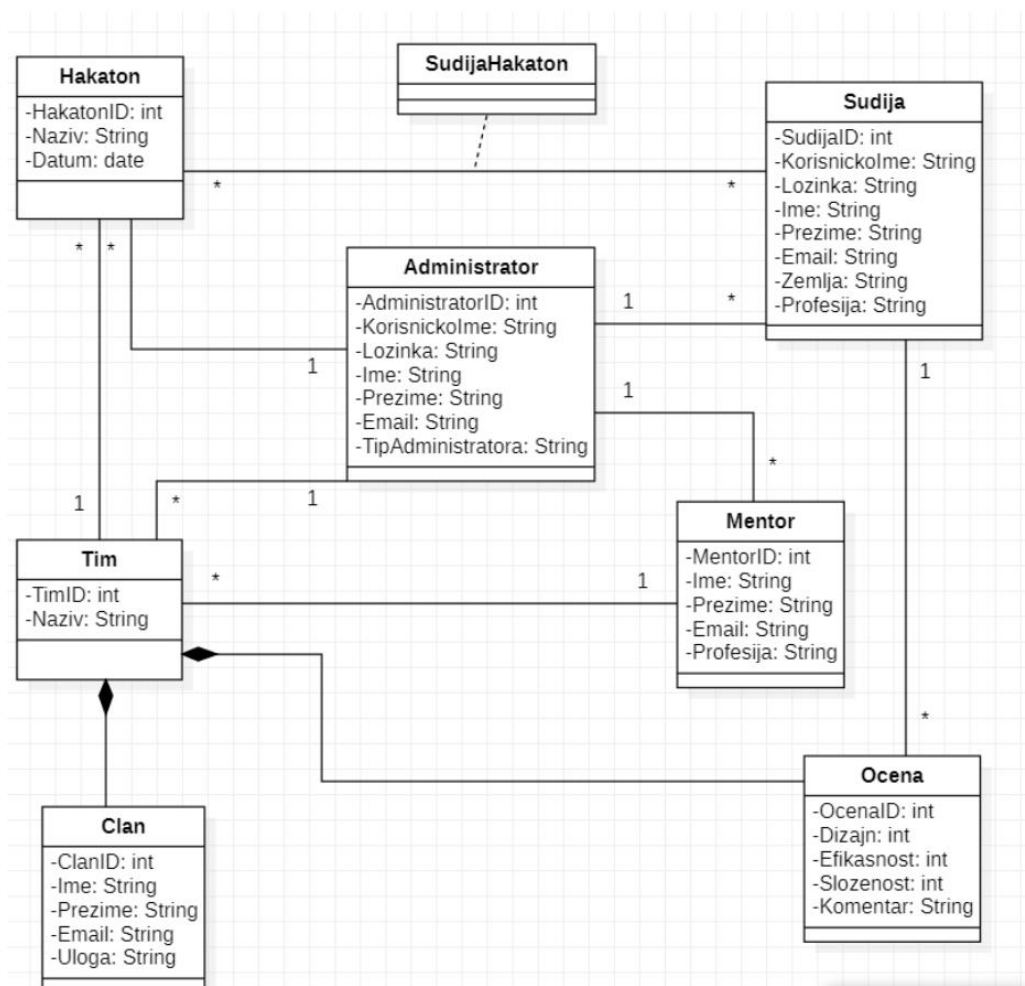 Hakaton
-HakatonID: int
-Naziv: String
-Datum: date
SudijaHakaton
Sudija
-SudijaID: int
-KorisnickoIme: String
-Lozinka: String
-Ime: String
-Prezime: String
-Email: String
-Zemlja: String
-Profesija: String
*
*
*
*
Administrator
-AdministratorID: int
-KorisnickoIme: String
-Lozinka: String
-Ime: String
-Prezime: String
-Email: String
-TipAdministratora: String
1
*
1
1
*
1
*
1
1
*
Mentor
-MentorID: int
-Ime: String
-Prezime: String
-Email: String
-Profesija: String
Tim
-TimID: int
-Naziv: String
*
1
*
Ocena
-OcenaID: int
-Dizajn: int
-Efikasnost: int
-Slozenost: int
-Komentar: String
Clan
-ClanID: int
-Ime: String
-Prezime: String
-Email: String
-Uloga: String